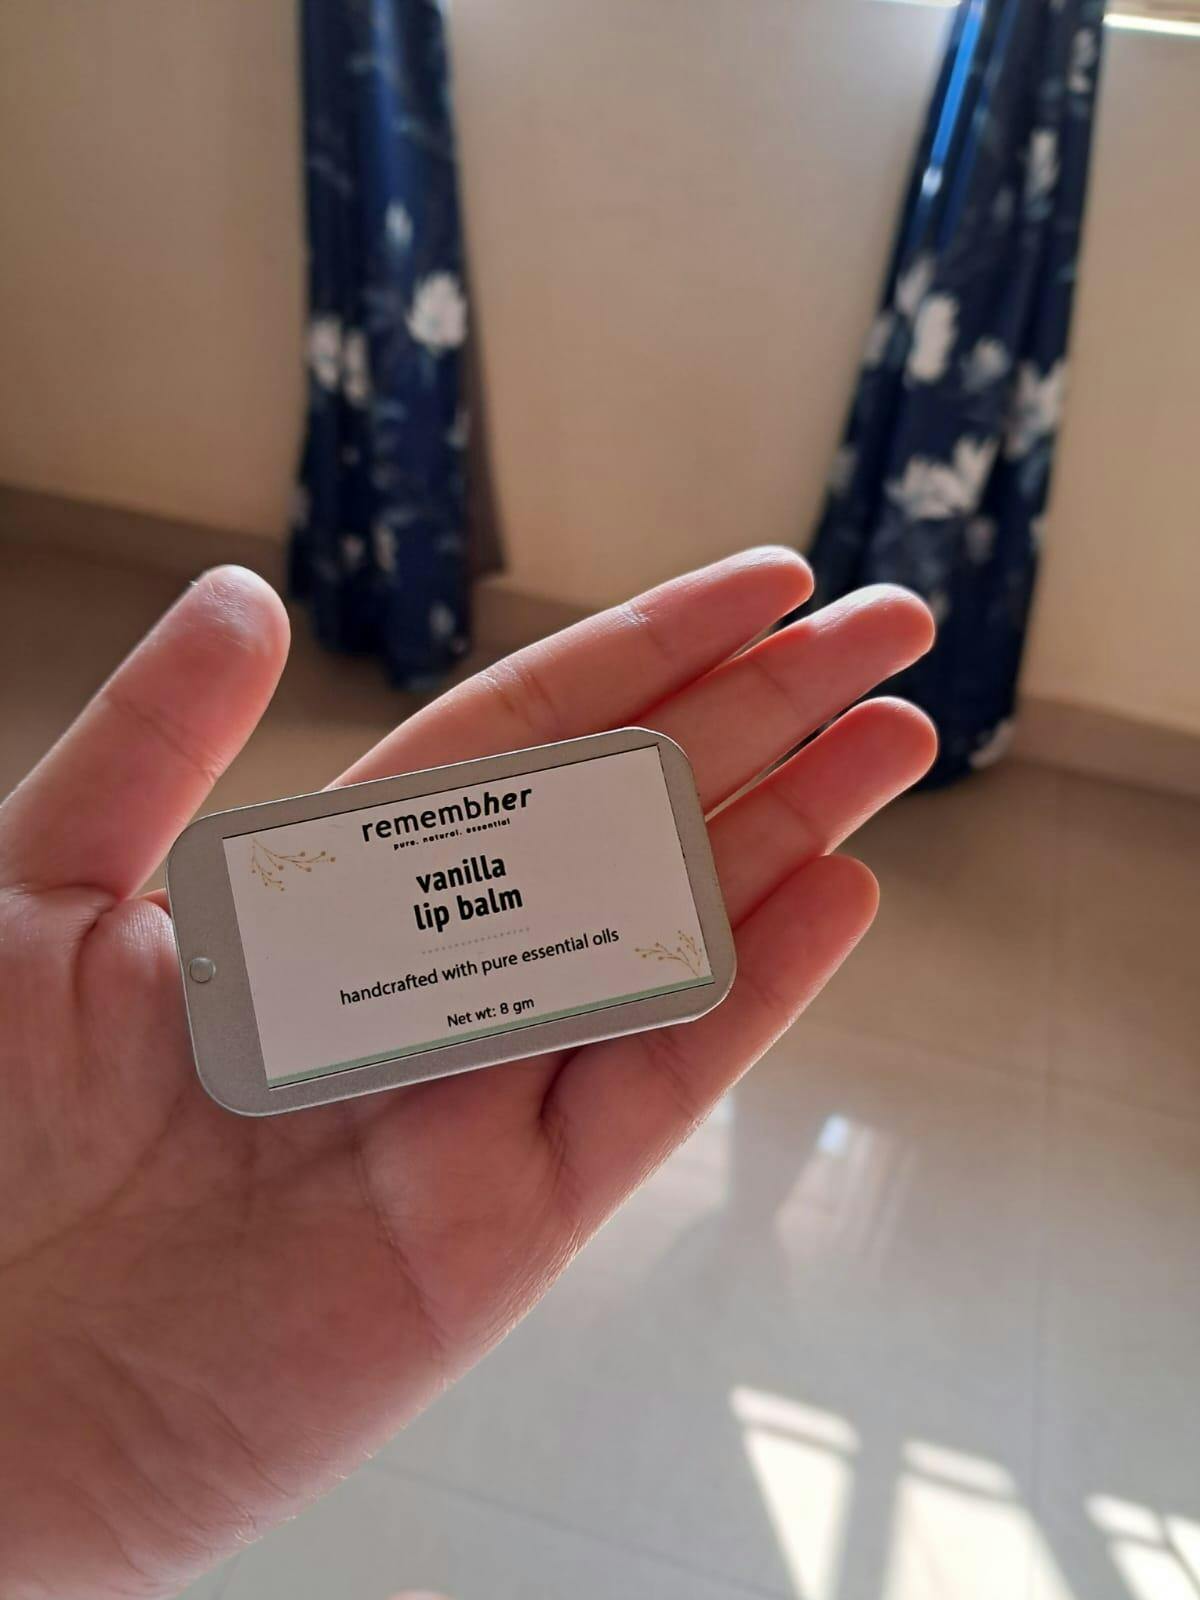 remembher
pure. natural. essential
vanilla
lip balm
handcrafted with pure essential oils
Net wt: 8 gm